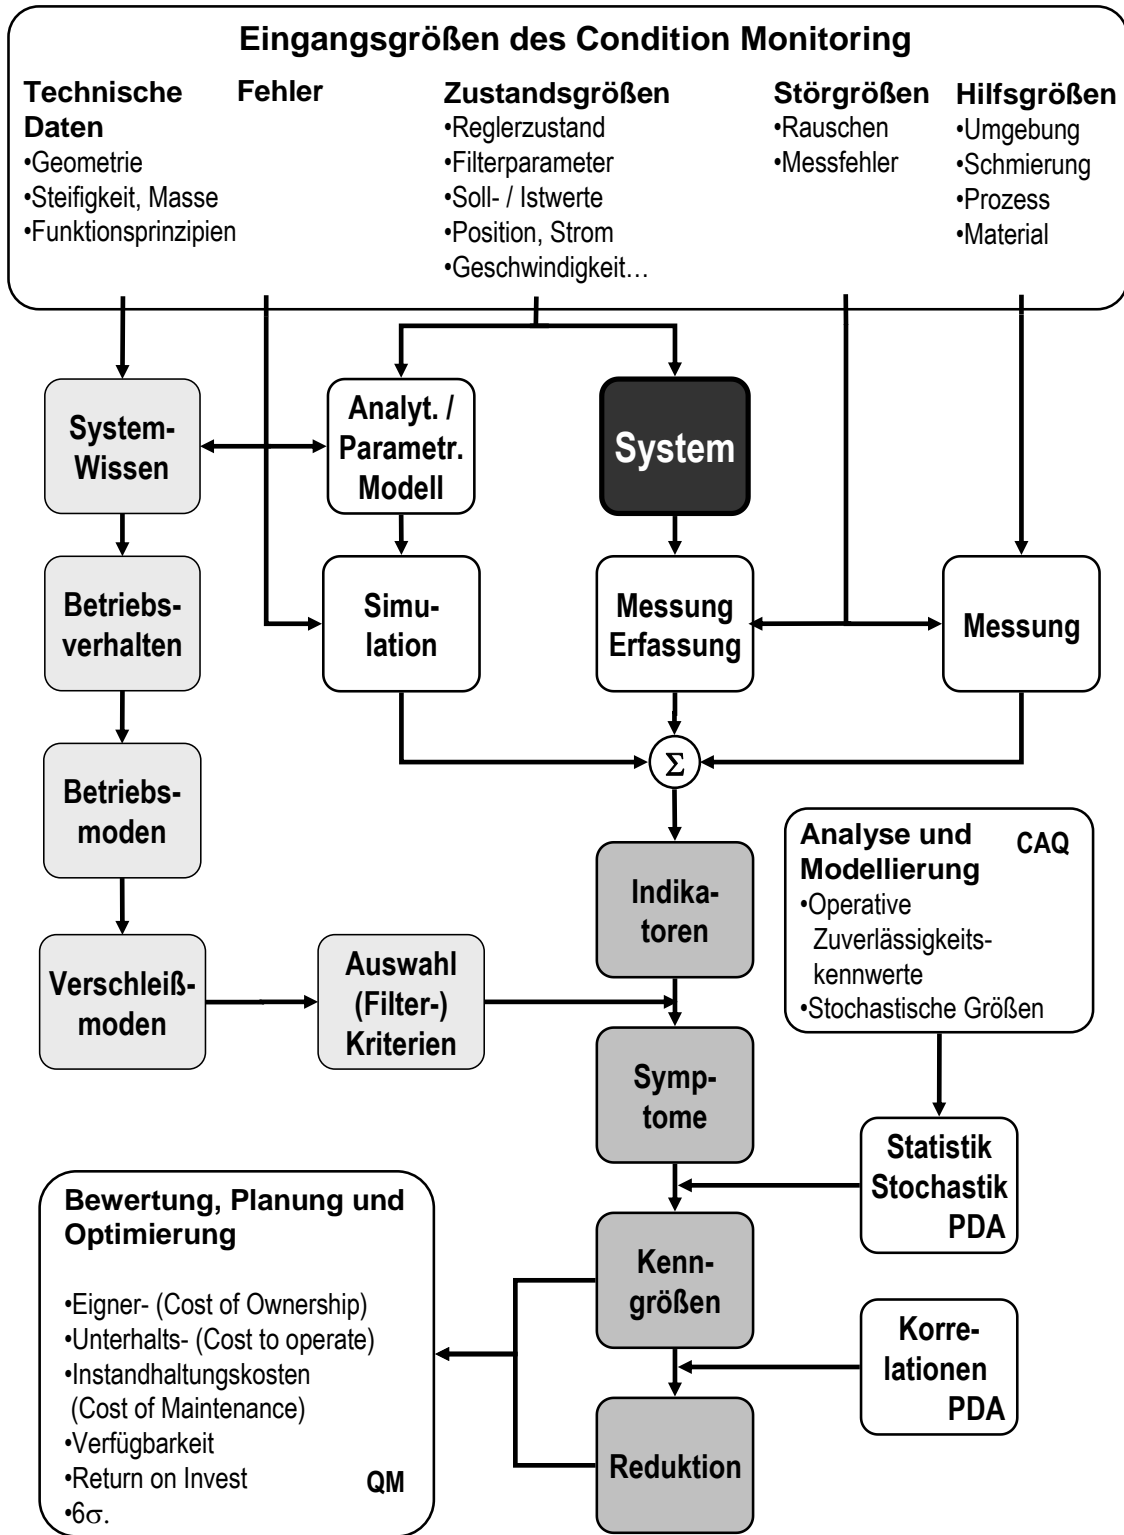 Eingangsgrößen des Condition Monitoring
Technische
Daten
•Geometrie
•Steifigkeit, Masse
•Funktionsprinzipien
Fehler
Zustandsgrößen
•Reglerzustand
•Filterparameter
•Soll- / Istwerte
•Position, Strom
•Geschwindigkeit…
Störgrößen
•Rauschen
•Messfehler
Hilfsgrößen
•Umgebung
•Schmierung
•Prozess
•Material
System-
Wissen
Analyt. /
Parametr.
Modell
System
Betriebs-
verhalten
Simu-
lation
Messung
Erfassung
Messung
Σ
Betriebs-
moden
Indika-
toren
Analyse und
Modellierung
CAQ
•Operative
Zuverlässigkeits-
kennwerte
•Stochastische Größen
Verschleiß-
moden
Auswahl
(Filter-)
Kriterien
Symp-
tome
Statistik
Stochastik
PDA
Bewertung, Planung und
Optimierung
•Eigner- (Cost of Ownership)
•Unterhalts- (Cost to operate)
•Instandhaltungskosten
(Cost of Maintenance)
•Verfügbarkeit
•Return on Invest
QM
•6σ.
Kenn-
größen
Korre-
lationen
PDA
Reduktion